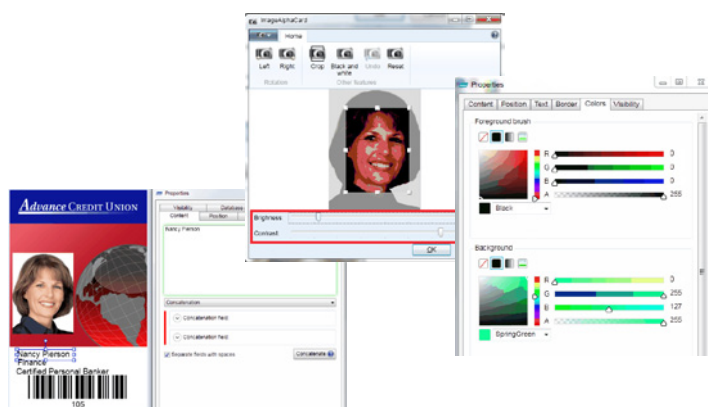 ImageAlphaCard
Home
Left Right Crop Black and white Undo Reset
Rotation Other features
Brightness
Contrast
OK
Properties
Content Position Text Border Colors Visibility
Foreground brush
R 0
G 0
B 0
A 255
Black
Background
R 0
G 255
B 127
A 255
SpringGreen
Advance CREDIT UNION
Nancy Pierson
Finance
Certified Personal Banker
105
Properties
Visibility Database
Content Position
Nancy Pierson
Concatenation
Concatenation field
Concatenation field
Separate fields with spaces Concatenate